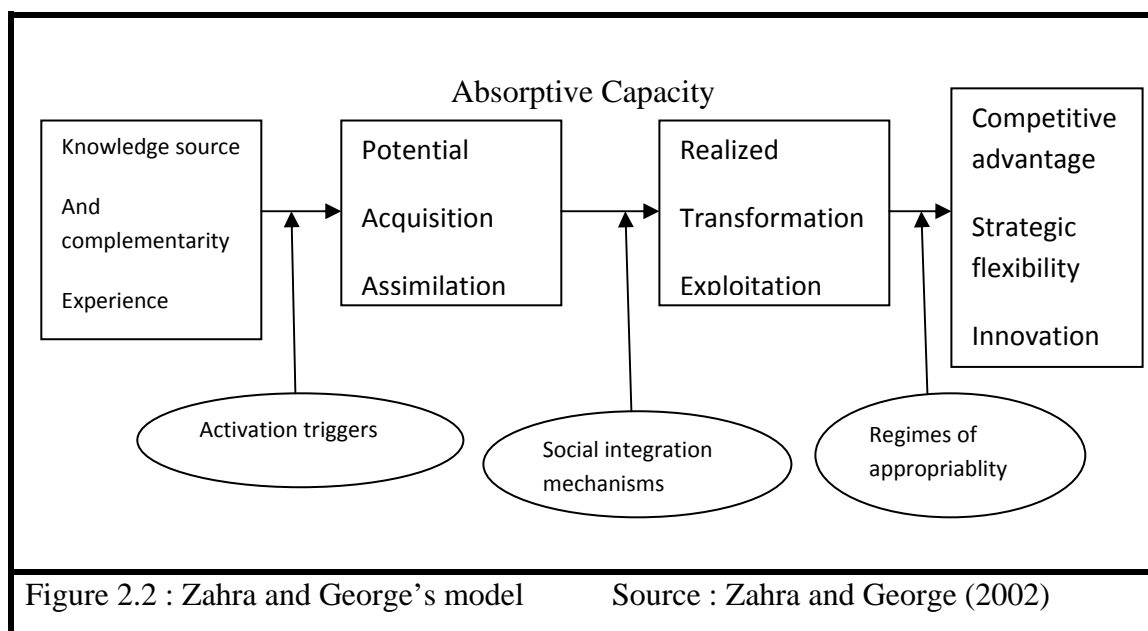 Absorptive Capacity
Knowledge source
And
complementarity
Experience
Potential
Acquisition
Assimilation
Realized
Transformation
Exploitation
Competitive
advantage
Strategic
flexibility
Innovation
Activation triggers
Social integration
mechanisms
Regimes of
appropriablity
Figure 2.2 : Zahra and George’s model Source : Zahra and George (2002)